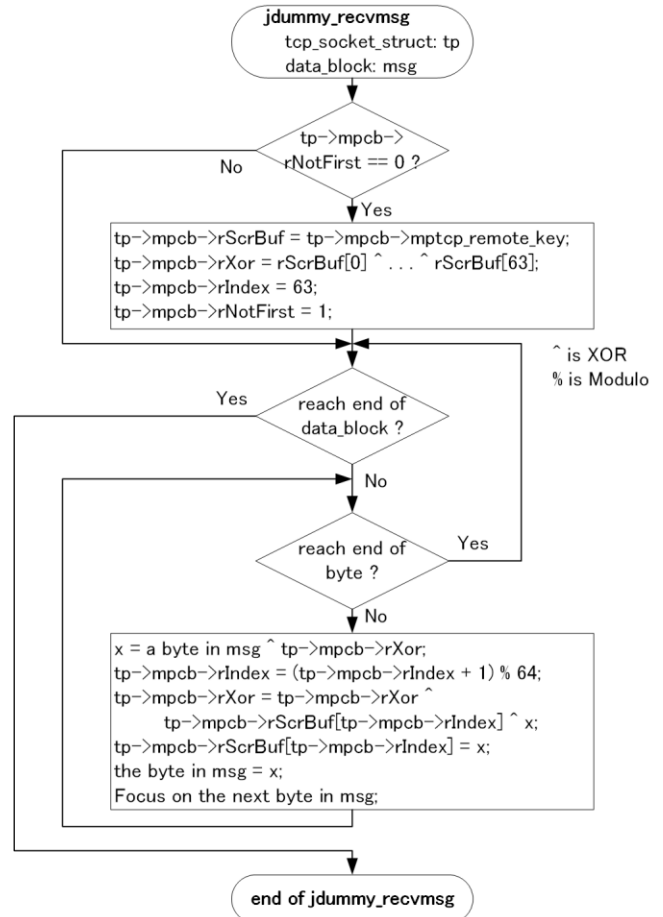 jdummy_recvmsg
tcp_socket_struct: tp
data_block: msg
tp->mpcb->
rNotFirst == 0 ?
No
Yes
tp->mpcb->rScrBuf = tp->mpcb->mptcp_remote_key;
tp->mpcb->rXor = rScrBuf[0] ^ . . . ^ rScrBuf[63];
tp->mpcb->rIndex = 63;
tp->mpcb->rNotFirst = 1;
^ is XOR
% is Modulo
Yes
reach end of
data_block ?
No
reach end of
byte ?
Yes
No
x = a byte in msg ^ tp->mpcb->rXor;
tp->mpcb->rIndex = (tp->mpcb->rIndex + 1) % 64;
tp->mpcb->rXor = tp->mpcb->rXor ^
tp->mpcb->rScrBuf[tp->mpcb->rIndex] ^ x;
tp->mpcb->rScrBuf[tp->mpcb->rIndex] = x;
the byte in msg = x;
Focus on the next byte in msg;
end of jdummy_recvmsg